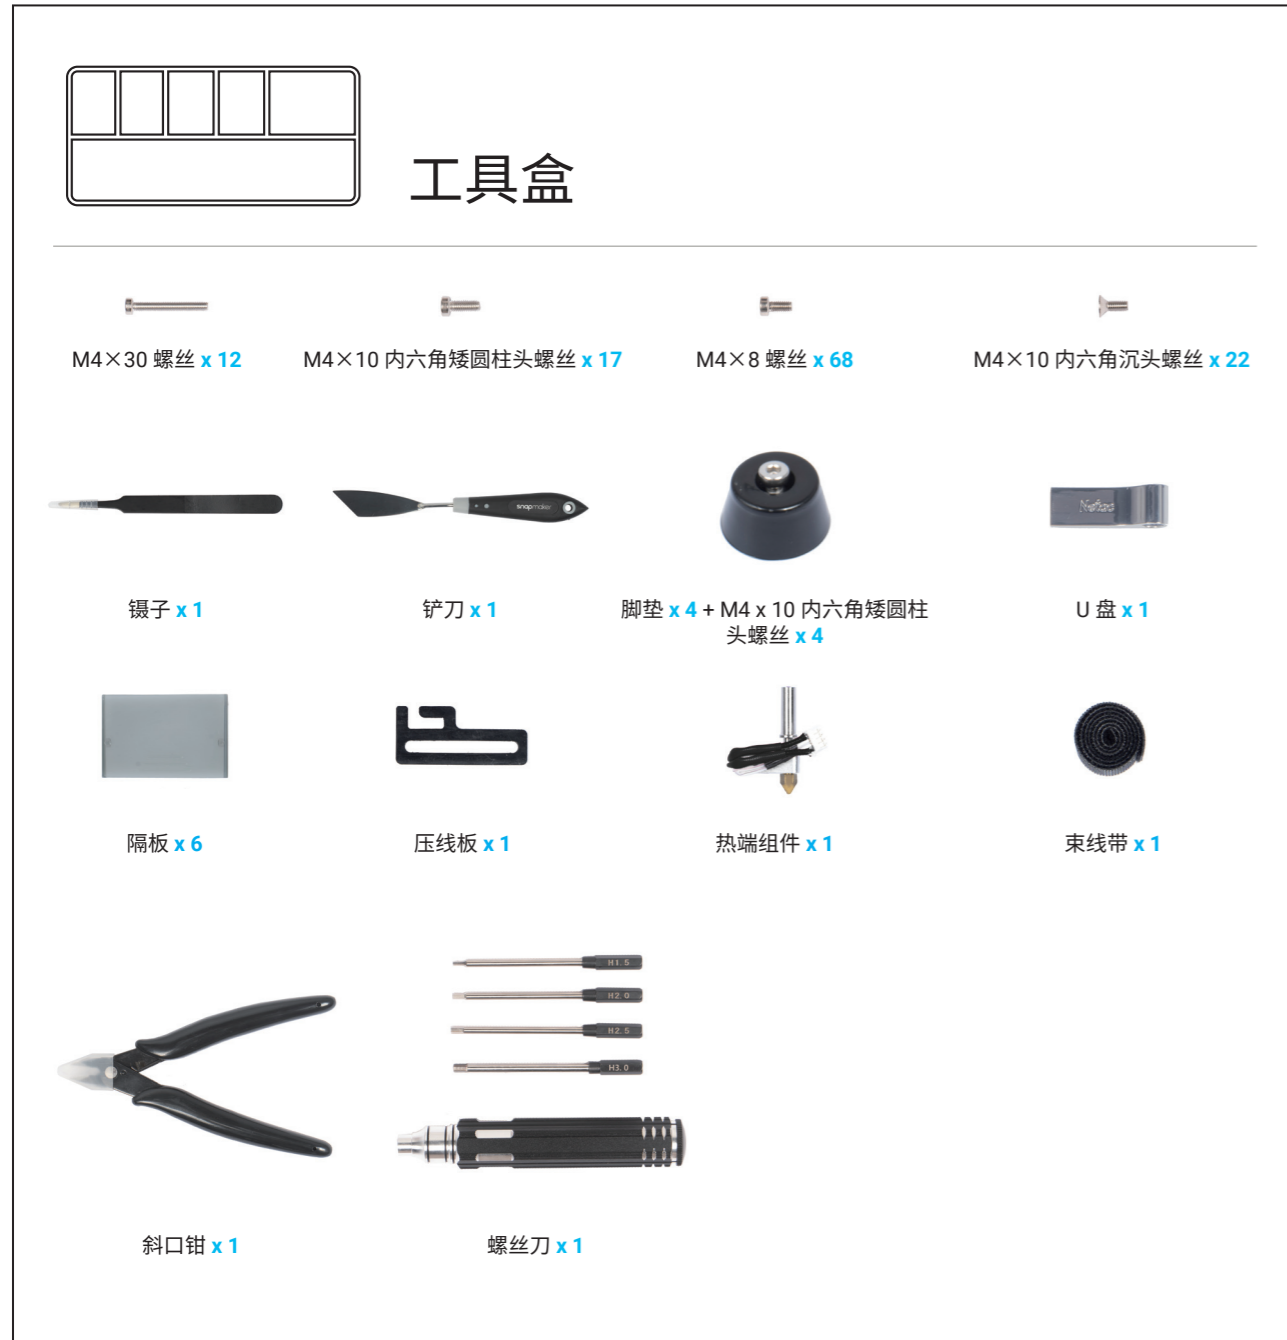 工具盒
M4×30 螺丝 x 12
M4×10 内六角矮圆柱头螺丝 x 17
M4×8 螺丝 x 68
M4×10 内六角沉头螺丝 x 22
snapmaker
Netac
镊子 x 1
铲刀 x 1
脚垫 x 4 + M4 x 10 内六角矮圆柱
头螺丝 x 4
U 盘 x 1
隔板 x 6
压线板 x 1
热端组件 x 1
束线带 x 1
H1.5
H2.0
H2.5
H3.0
斜口钳 x 1
螺丝刀 x 1